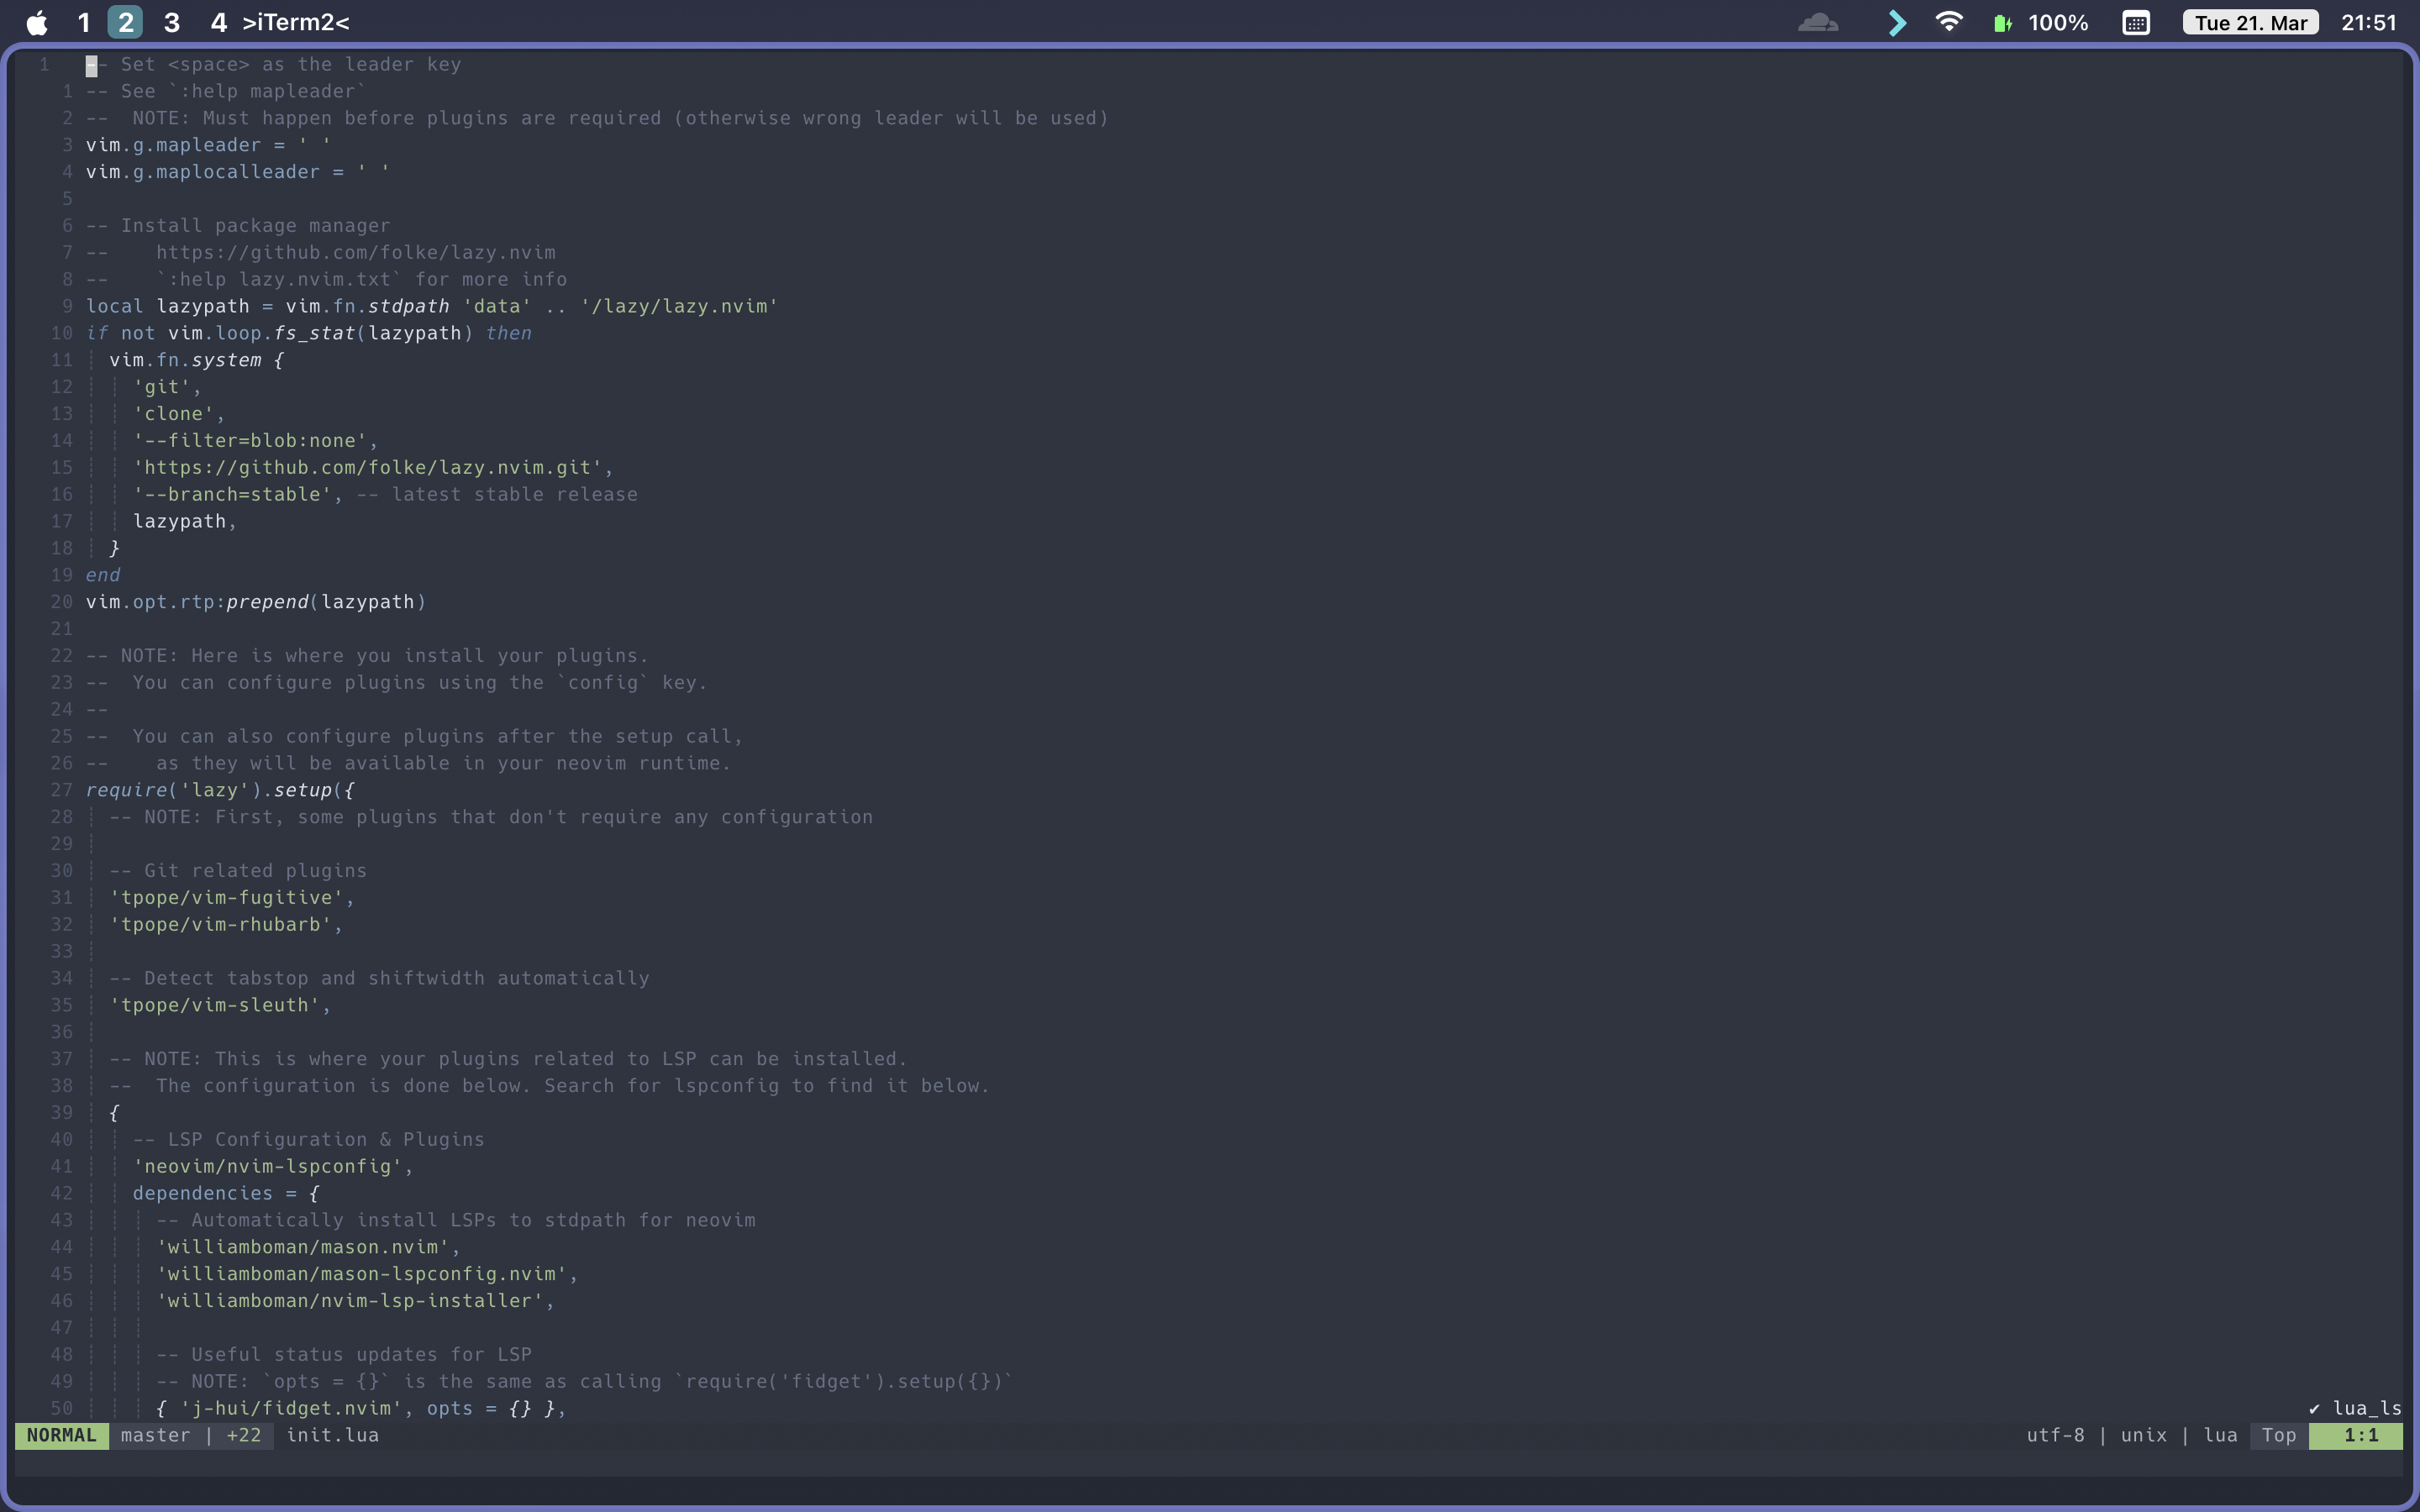 1 2 3 4 >iTerm2< 100% Tue 21. Mar 21:51
1 -- Set <space> as the leader key
1 -- See `:help mapleader`
2 --  NOTE: Must happen before plugins are required (otherwise wrong leader will be used)
3 vim.g.mapleader = ' '
4 vim.g.maplocalleader = ' '
5
6 -- Install package manager
7 --    https://github.com/folke/lazy.nvim
8 --    `:help lazy.nvim.txt` for more info
9 local lazypath = vim.fn.stdpath 'data' .. '/lazy/lazy.nvim'
10 if not vim.loop.fs_stat(lazypath) then
11   vim.fn.system {
12     'git',
13     'clone',
14     '--filter=blob:none',
15     'https://github.com/folke/lazy.nvim.git',
16     '--branch=stable', -- latest stable release
17     lazypath,
18   }
19 end
20 vim.opt.rtp:prepend(lazypath)
21
22 -- NOTE: Here is where you install your plugins.
23 --  You can configure plugins using the `config` key.
24 --
25 --  You can also configure plugins after the setup call,
26 --    as they will be available in your neovim runtime.
27 require('lazy').setup({
28   -- NOTE: First, some plugins that don't require any configuration
29
30   -- Git related plugins
31   'tpope/vim-fugitive',
32   'tpope/vim-rhubarb',
33
34   -- Detect tabstop and shiftwidth automatically
35   'tpope/vim-sleuth',
36
37   -- NOTE: This is where your plugins related to LSP can be installed.
38   --  The configuration is done below. Search for lspconfig to find it below.
39   {
40     -- LSP Configuration & Plugins
41     'neovim/nvim-lspconfig',
42     dependencies = {
43       -- Automatically install LSPs to stdpath for neovim
44       'williamboman/mason.nvim',
45       'williamboman/mason-lspconfig.nvim',
46       'williamboman/nvim-lsp-installer',
47
48       -- Useful status updates for LSP
49       -- NOTE: `opts = {}` is the same as calling `require('fidget').setup({})`
50       { 'j-hui/fidget.nvim', opts = {} }, ✔ lua_ls
NORMAL master | +22 init.lua utf-8 | unix | lua Top 1:1